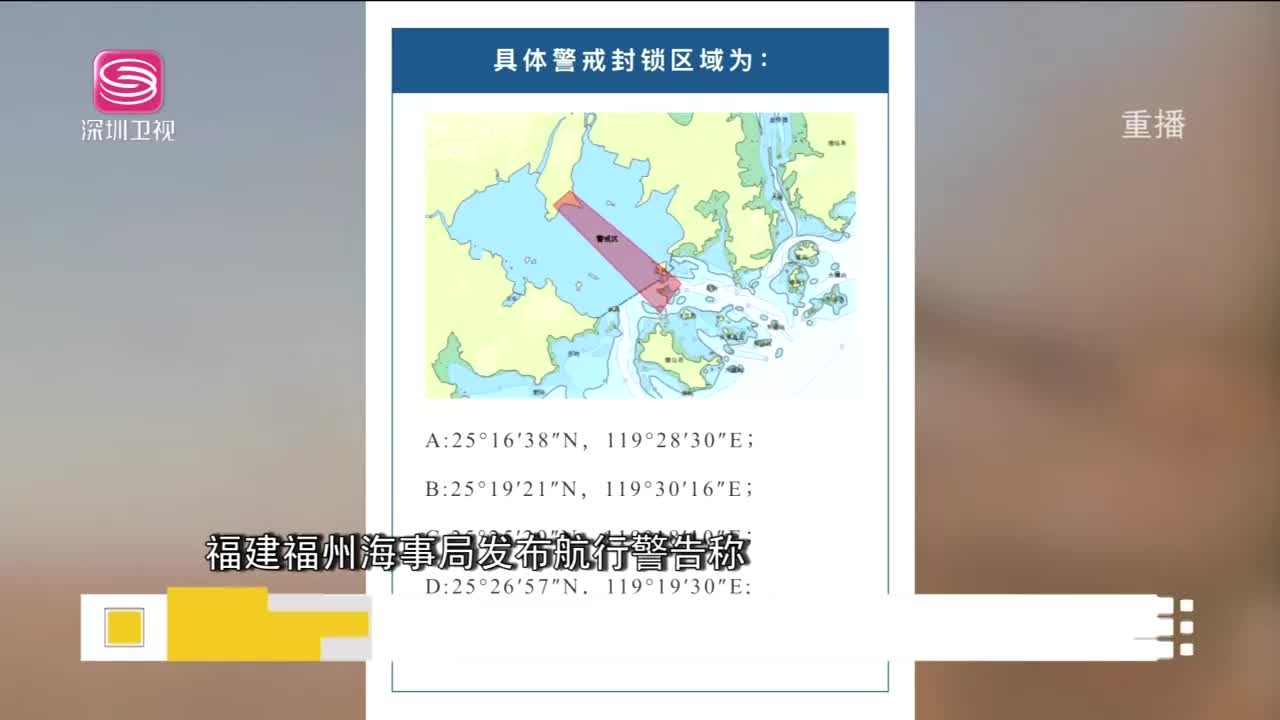 具体警戒封锁区域为：
深圳卫视
重播
警戒区
A:25°16′38″N，119°28′30″E；
B:25°19′21″N，119°30′16″E；
福建福州海事局发布航行警告称
D:25°26′57″N，119°19′30″E;